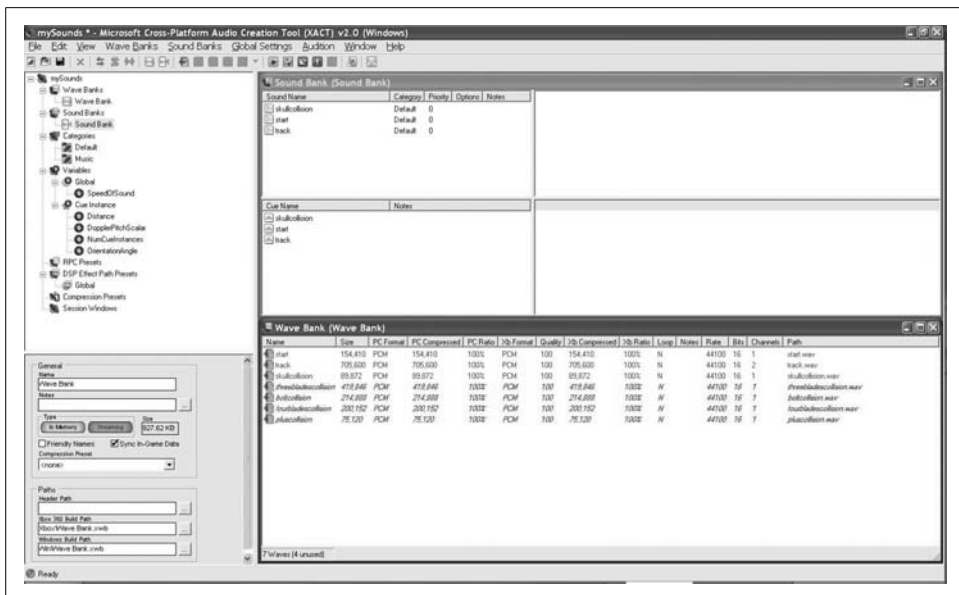 mySounds * - Microsoft Cross-Platform Audio Creation Tool (XACT) v2.0 (Windows)
File Edit View Wave Banks Sound Banks Global Settings Audition Window Help
mySounds
Wave Banks
Wave Bank
Sound Banks
Sound Bank
Categories
Default
Music
Variables
Global
SpeedOfSound
Cue Instance
Distance
DopplerPitchScalar
NumCueInstances
OrientationAngle
RPC Presets
DSP Effect Path Presets
Global
Compression Presets
Session Windows
General
Name
Wave Bank
Notes
...
Type
In Memory Streaming
Size
827.82 KB
Friendly Names Sync In-Game Data
Compression Preset
(none)
Paths
Header Path
...
Xbox 360 Build Path
Xbox\Wave Bank.xwb ...
Windows Build Path
Win\Wave Bank.xwb ...
Sound Bank (Sound Bank)
Sound Name Category Priority Options Notes
skullcollision Default 0
start Default 0
track Default 0
Cue Name Notes
skullcollision
start
track
Wave Bank (Wave Bank)
Name Size PC Format PC Compressed PC Ratio Xb Format Quality Xb Compressed Xb Ratio Loop Notes Rate Bits Channels Path
start 154,410 PCM 154,410 100% PCM 100 154,410 100% N 44100 16 1 start.wav
track 705,600 PCM 705,600 100% PCM 100 705,600 100% N 44100 16 2 track.wav
skullcollision 89,872 PCM 89,872 100% PCM 100 89,872 100% N 44100 16 1 skullcollision.wav
threebladescollision 419,846 PCM 419,846 100% PCM 100 419,846 100% N 44100 16 1 threebladescollision.wav
boltcollision 214,888 PCM 214,888 100% PCM 100 214,888 100% N 44100 16 1 boltcollision.wav
fourbladescollision 200,152 PCM 200,152 100% PCM 100 200,152 100% N 44100 16 1 fourbladescollision.wav
pluscollision 75,120 PCM 75,120 100% PCM 100 75,120 100% N 44100 16 1 pluscollision.wav
7 Waves (4 unused)
Ready